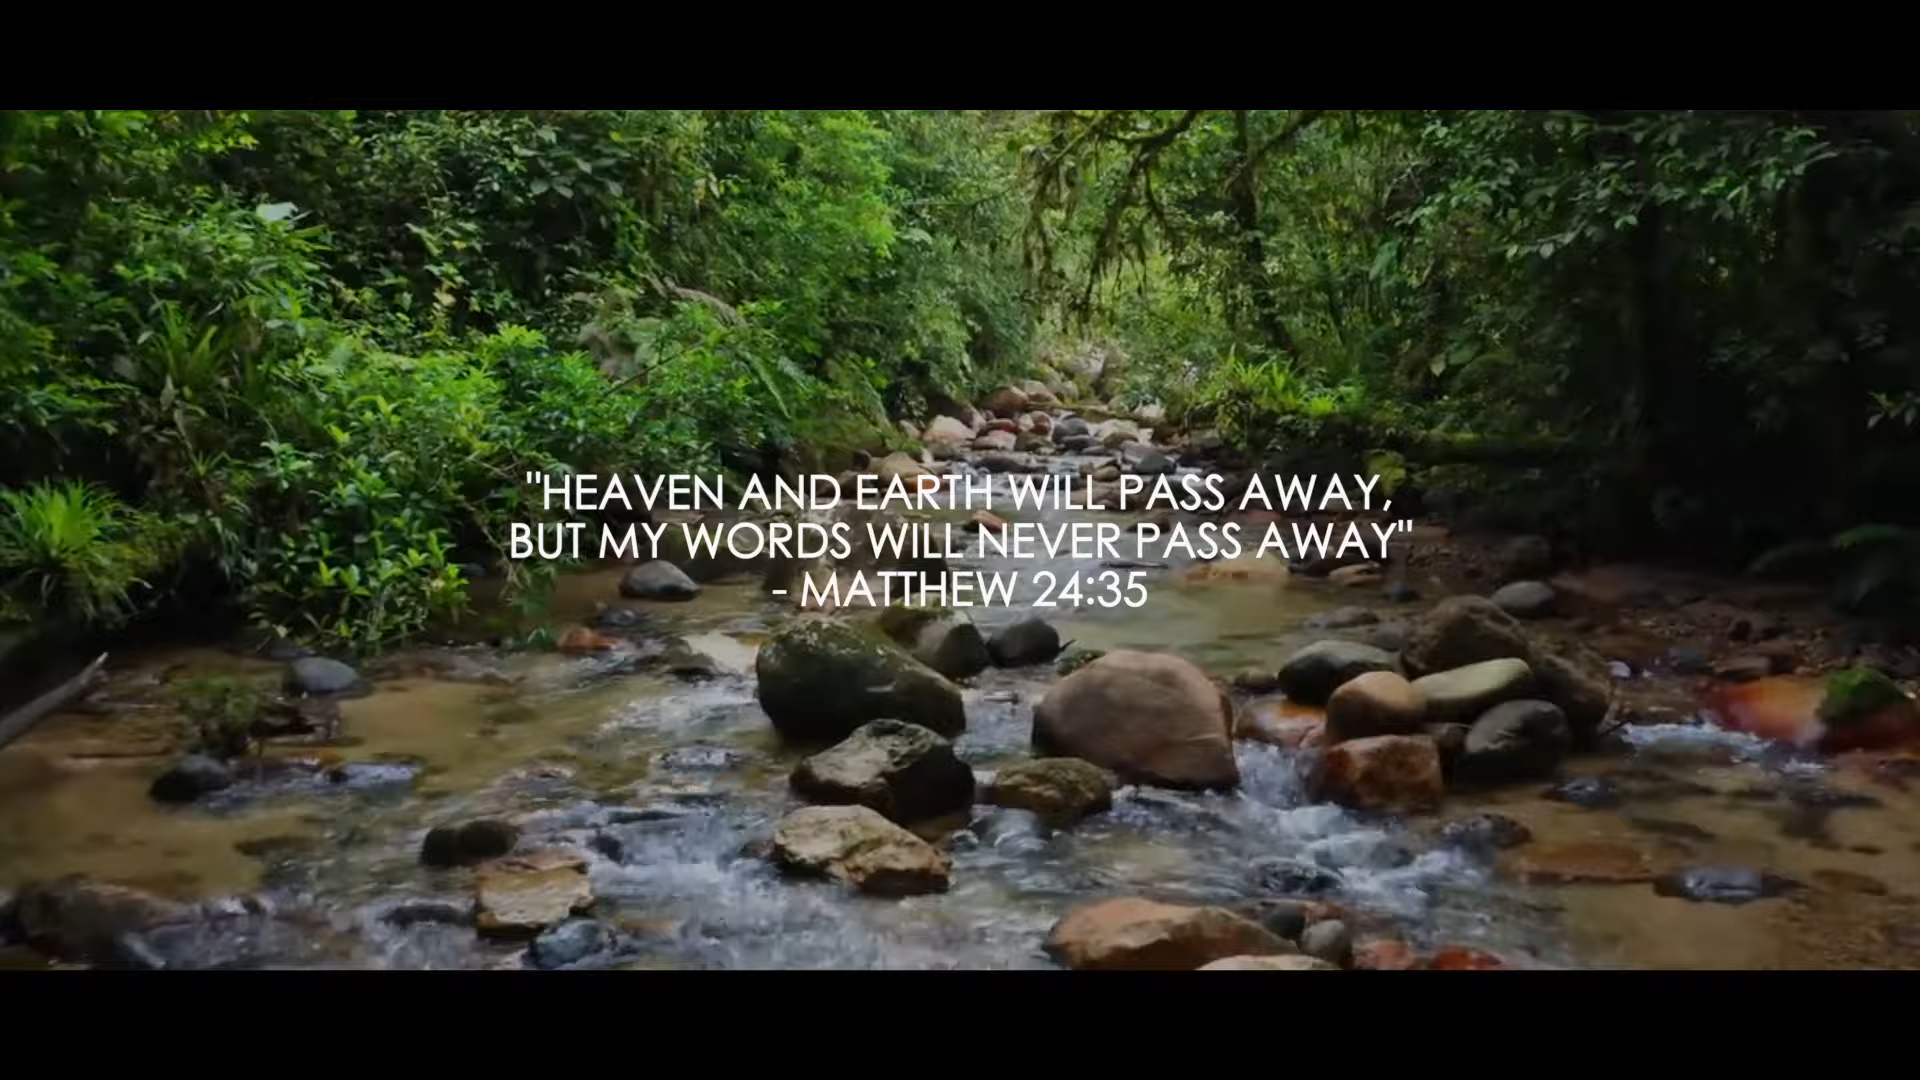 "HEAVEN AND EARTH WILL PASS AWAY,
BUT MY WORDS WILL NEVER PASS AWAY"
- MATTHEW 24:35